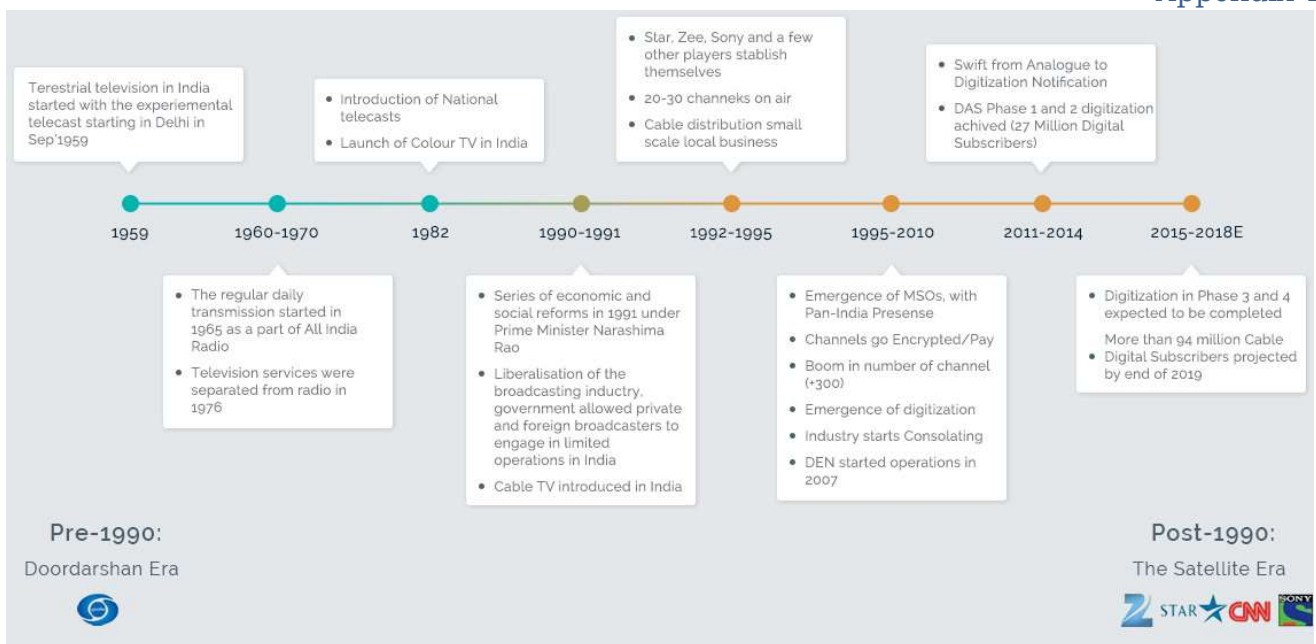 Terestrial television in India
started with the experiemental
telecast starting in Delhi in
Sep'1959
• Introduction of National
telecasts
• Launch of Colour TV in India
• Star, Zee, Sony and a few
other players stablish
themselves
• 20-30 channeks on air
• Cable distribution small
scale local business
• Swift from Analogue to
Digitization Notification
• DAS Phase 1 and 2 digitization
achived (27 Million Digital
Subscribers)
1959
1960-1970
1982
1990-1991
1992-1995
1995-2010
2011-2014
2015-2018E
• The regular daily
transmission started in
1965 as a part of All India
Radio
• Television services were
separated from radio in
1976
• Series of economic and
social reforms in 1991 under
Prime Minister Narashima
Rao
• Liberalisation of the
broadcasting inductry,
government allowed private
and foreign broadcasters to
engage in limited
operations in India
• Cable TV introduced in India
• Emergence of MSOs, with
Pan-India Presense
• Channels go Encrypted/Pay
• Boom in number of channel
(+300)
• Emergence of digitization
• Industry starts Consolating
• DEN started operations in
2007
• Digitization in Phase 3 and 4
expected to be completed
More than 94 million Cable
• Digital Subscribers projected
by end of 2019
Pre-1990:
Doordarshan Era
Post-1990:
The Satellite Era
STAR CNN SONY